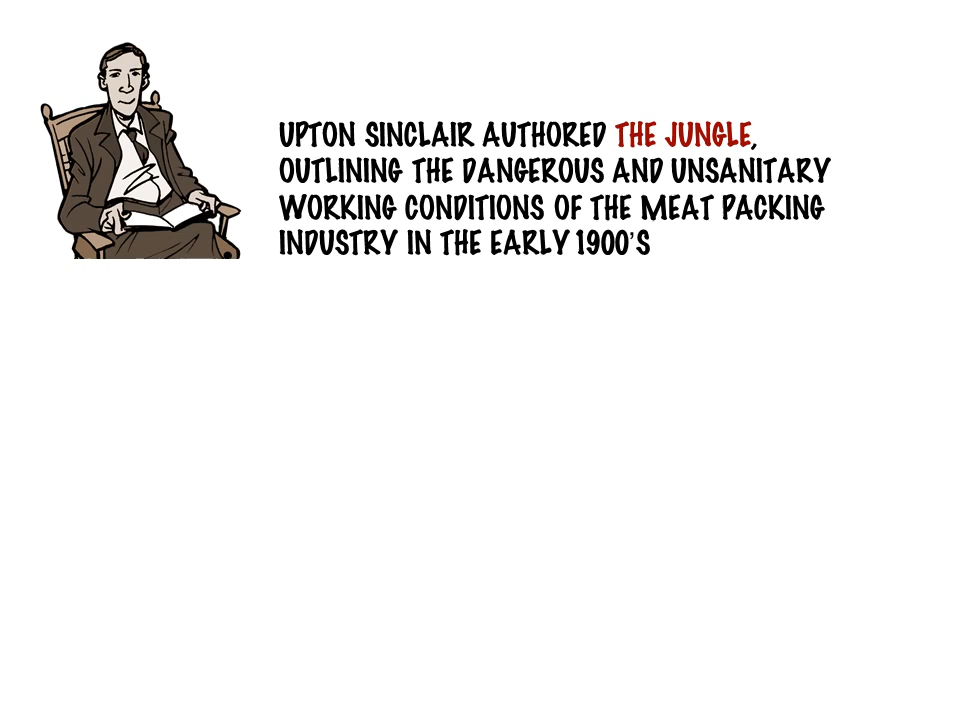 UPTON SINCLAIR AUTHORED THE JUNGLE,
OUTLINING THE DANGEROUS AND UNSANITARY
WORKING CONDITIONS OF THE MEAT PACKING
INDUSTRY IN THE EARLY 1900'S